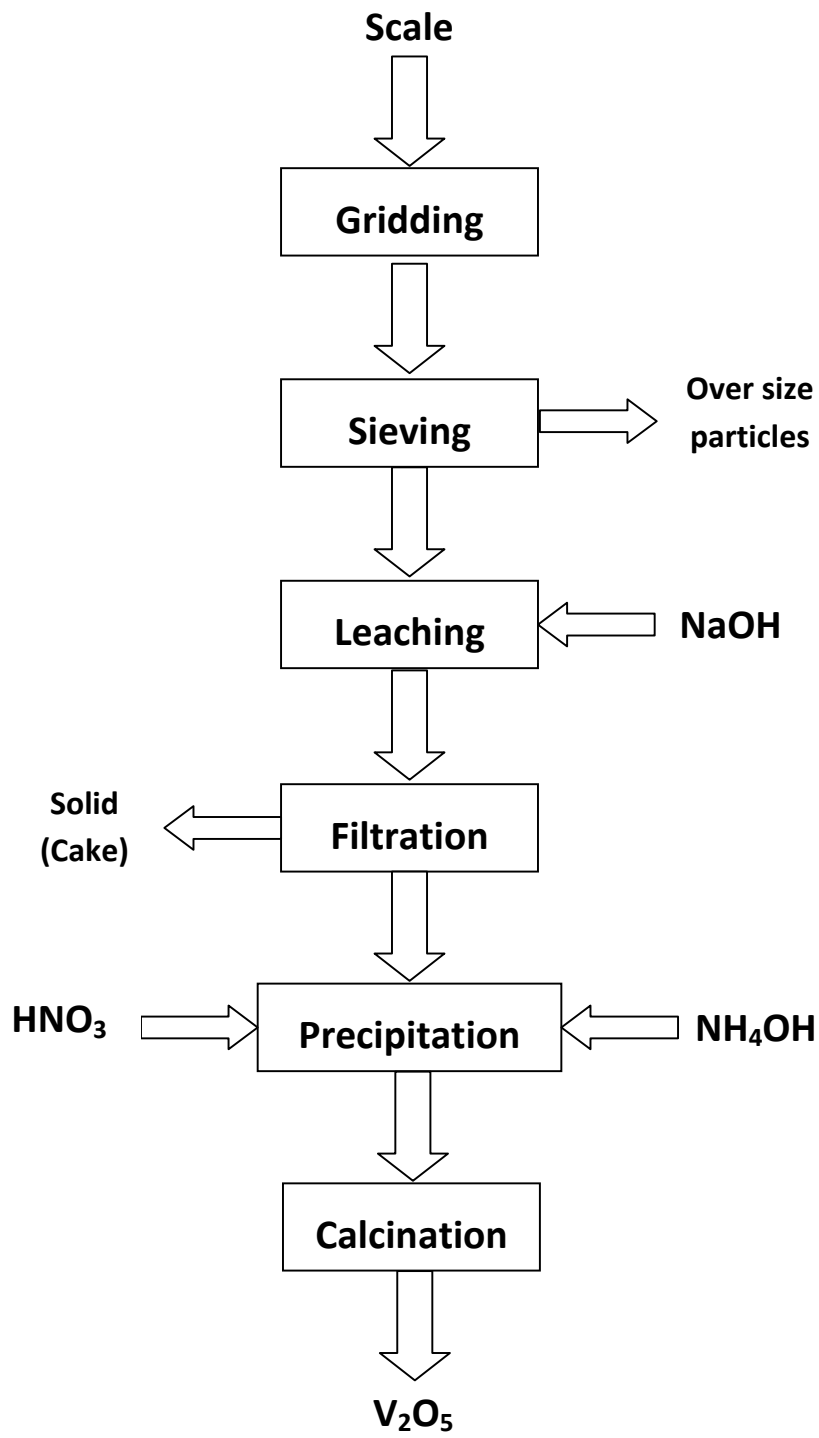 Scale
Gridding
Sieving
Over size
particles
Leaching
NaOH
Solid
(Cake)
Filtration
HNO₃
Precipitation
NH₄OH
Calcination
V₂O₅